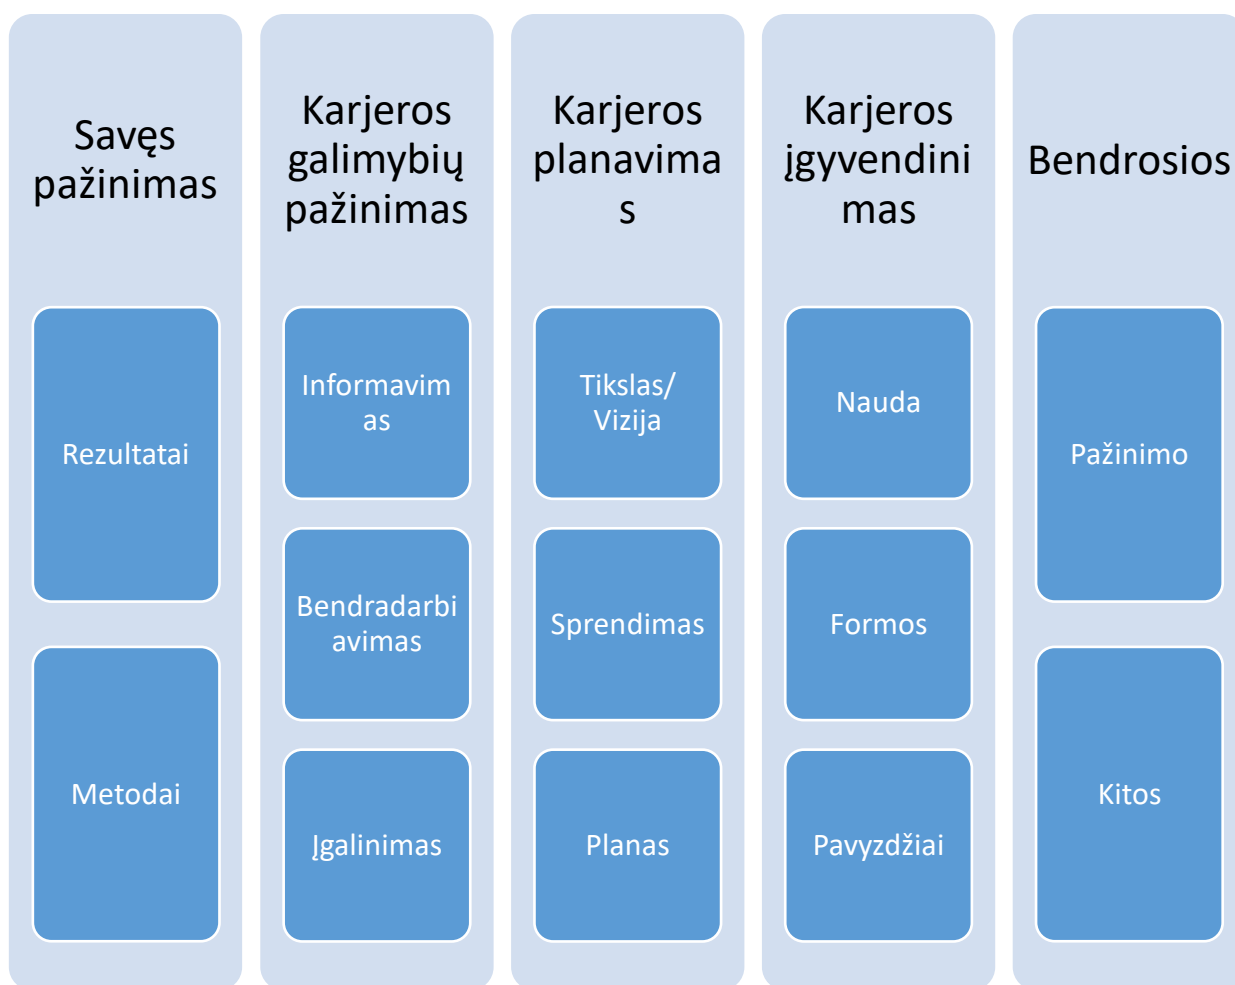 Savęs
pažinimas
Rezultatai
Metodai
Karjeros
galimybių
pažinimas
Informavim
as
Bendradarbi
avimas
Įgalinimas
Karjeros
planavima
s
Tikslas/
Vizija
Sprendimas
Planas
Karjeros
įgyvendini
mas
Nauda
Formos
Pavyzdžiai
Bendrosios
Pažinimo
Kitos